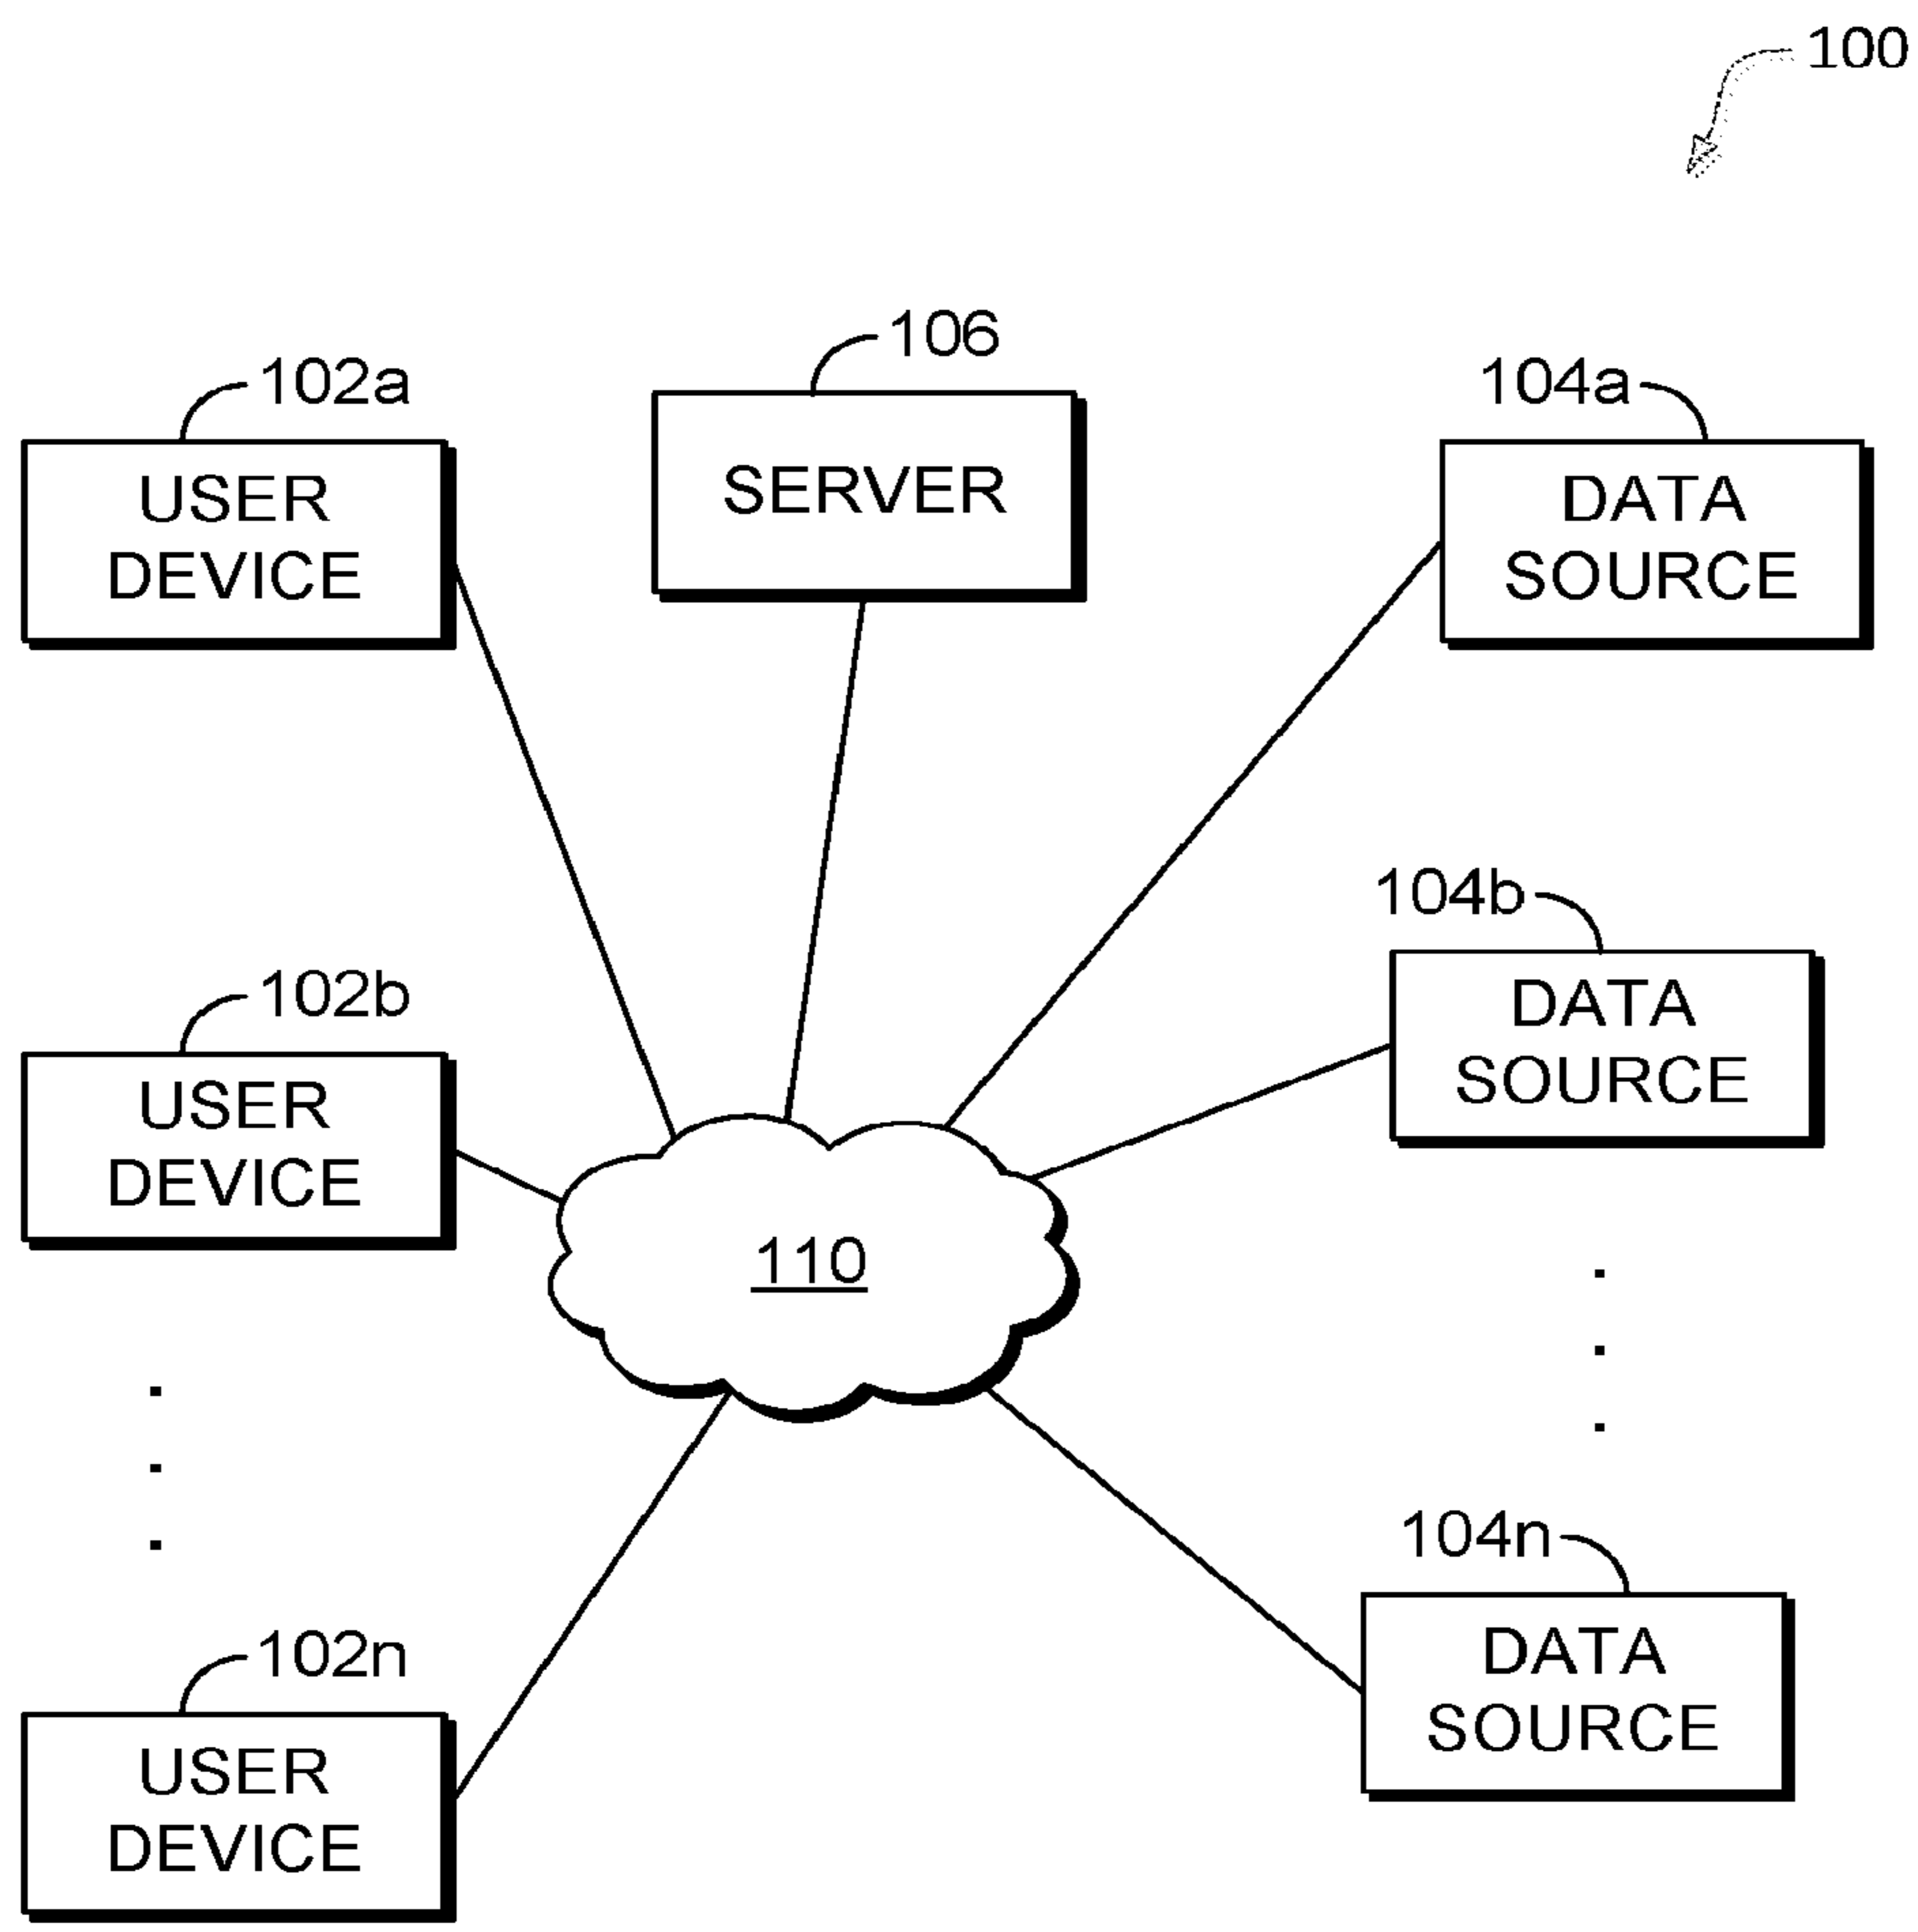 100
106
102a
104a
USER
DEVICE
SERVER
DATA
SOURCE
104b
DATA
SOURCE
102b
USER
DEVICE
110
104n
DATA
SOURCE
102n
USER
DEVICE